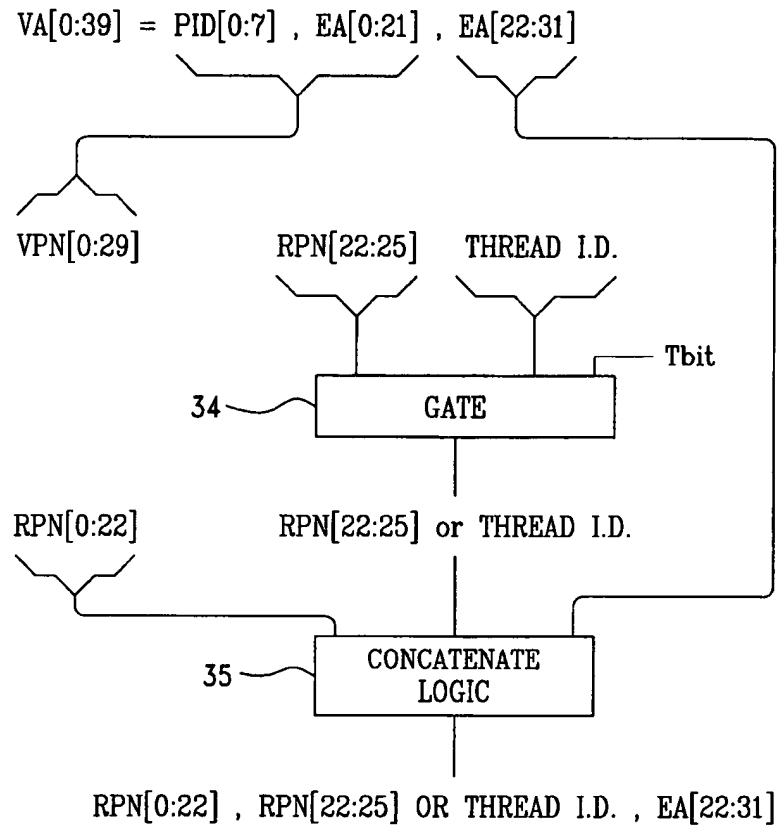 VA[0:39] = PID[0:7] , EA[0:21] , EA[22:31]
VPN[0:29]
RPN[22:25]
THREAD I.D.
Tbit
34
GATE
RPN[0:22]
RPN[22:25] or THREAD I.D.
35
CONCATENATE
LOGIC
RPN[0:22] , RPN[22:25] OR THREAD I.D. , EA[22:31]